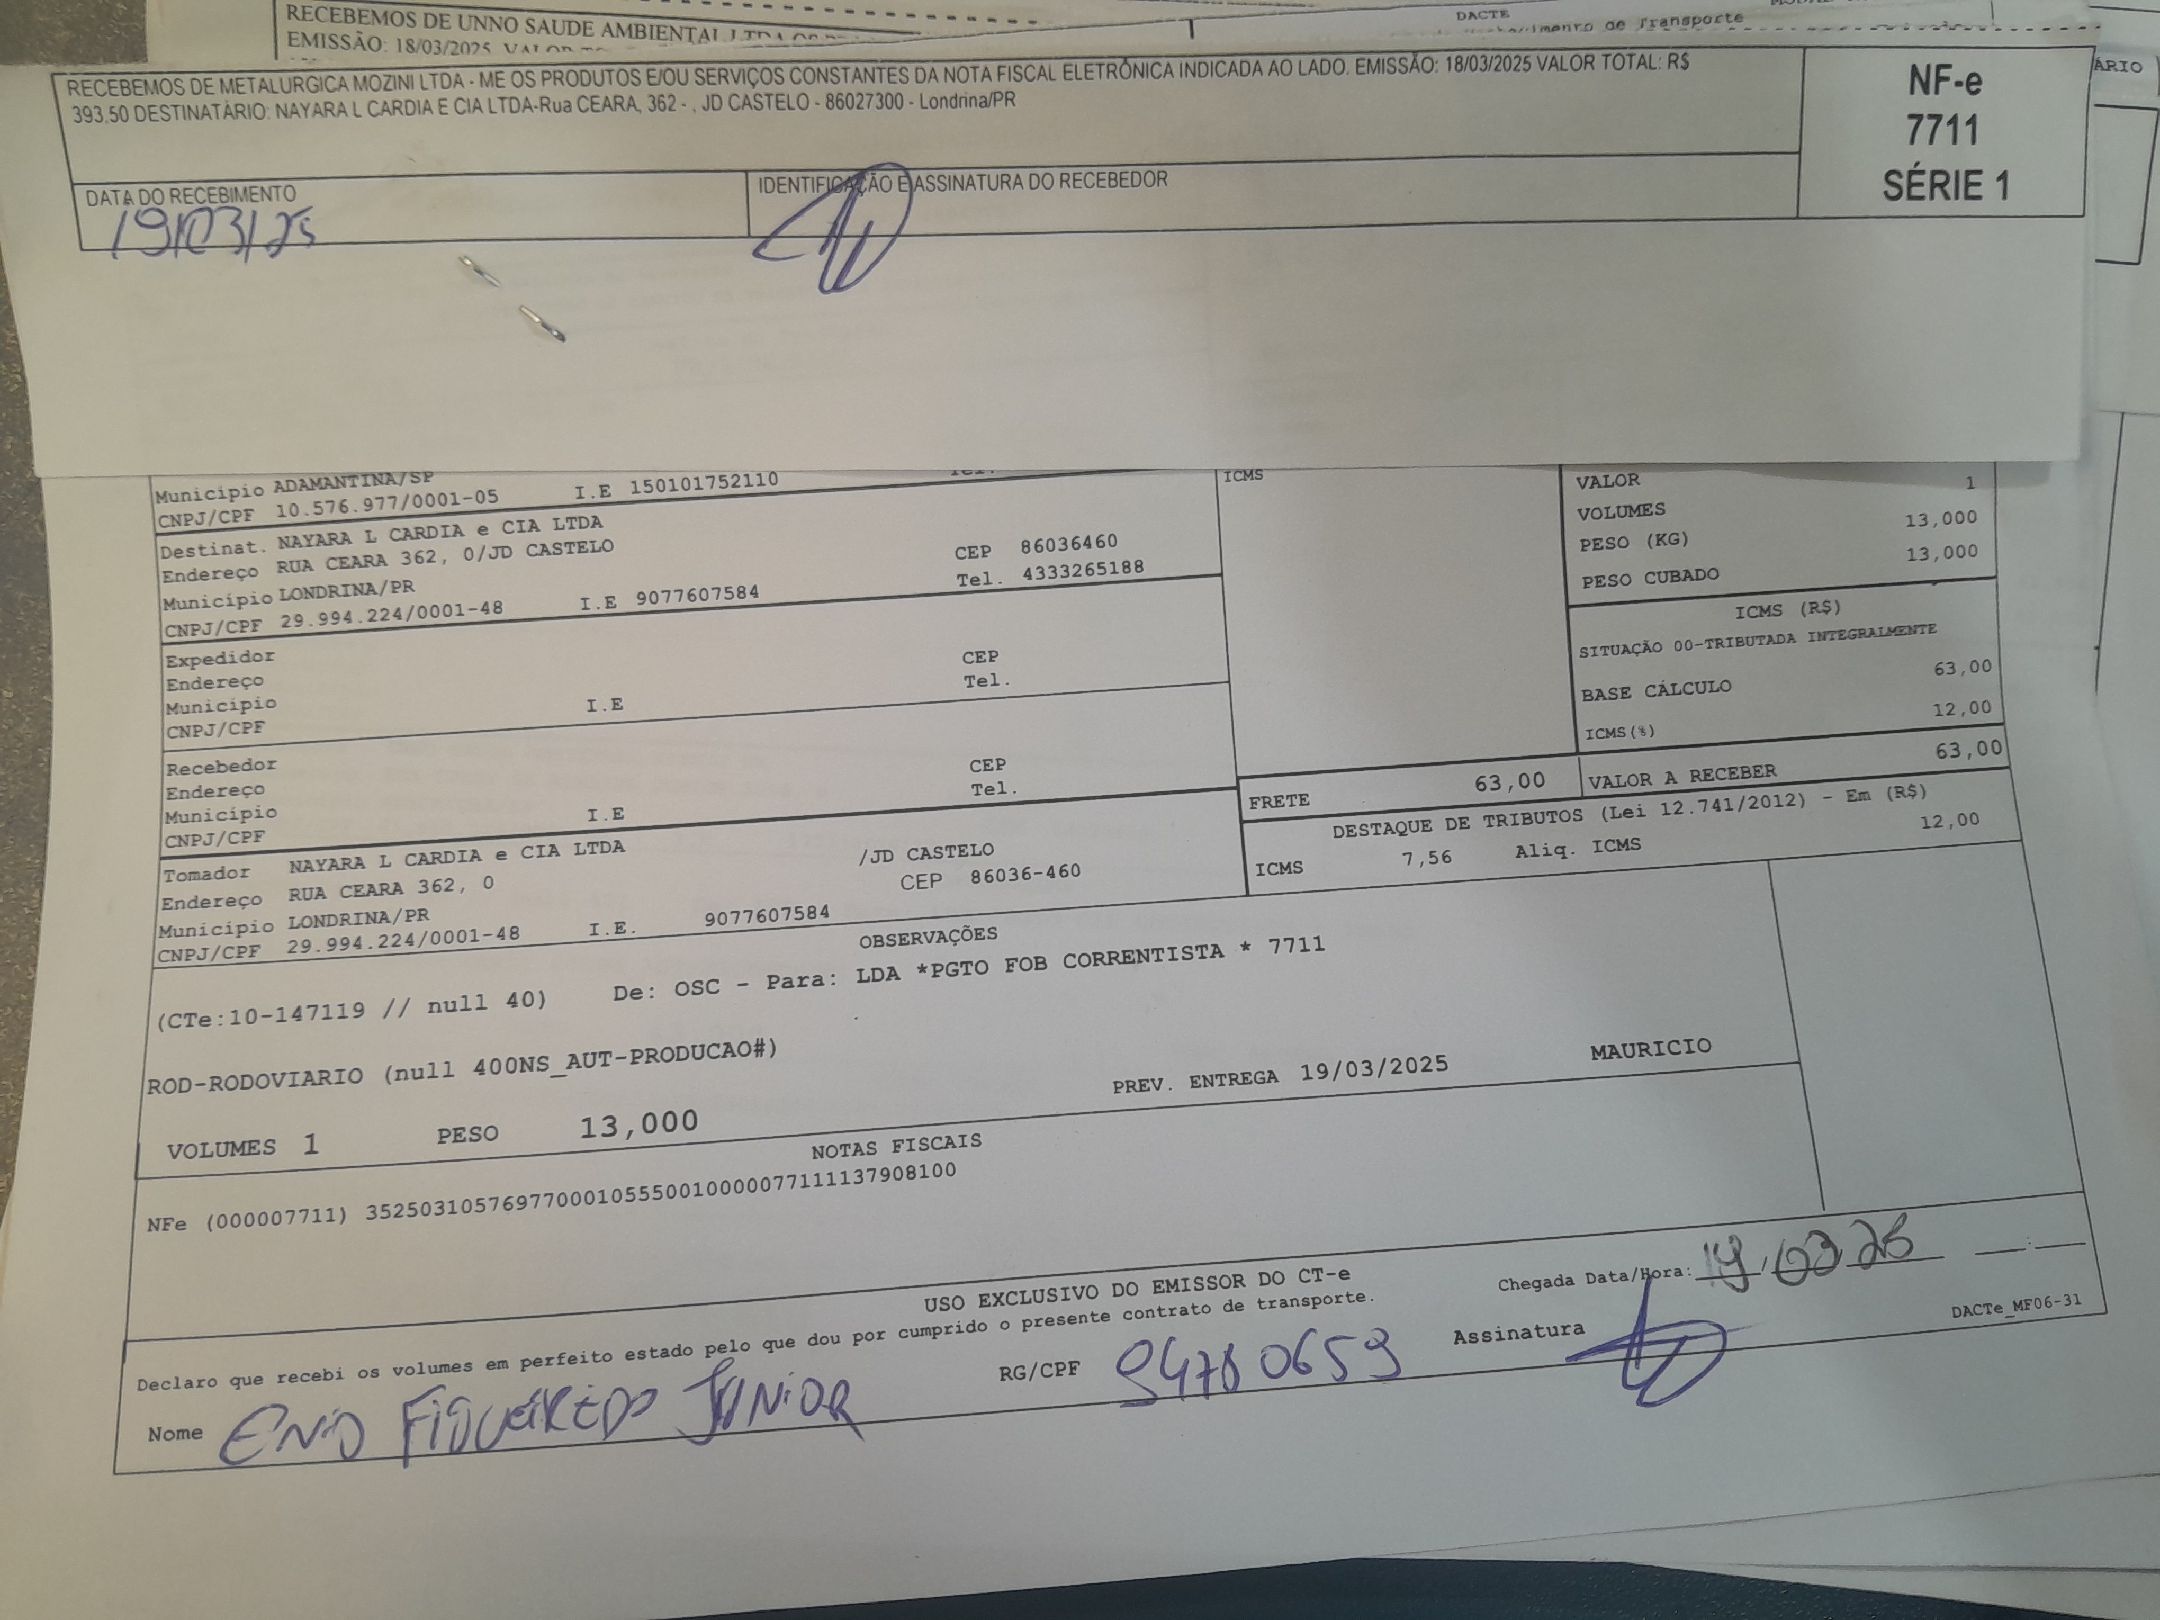 RECEBEMOS DE UNNO SAUDE AMBIENTAL LTDA
EMISSÃO: 18/03/2025
DACTE
de Transporte
ÁRIO
RECEBEMOS DE METALURGICA MOZINI LTDA - ME OS PRODUTOS E/OU SERVIÇOS CONSTANTES DA NOTA FISCAL ELETRÔNICA INDICADA AO LADO. EMISSÃO: 18/03/2025 VALOR TOTAL: R$
393,50 DESTINATÁRIO: NAYARA L CARDIA E CIA LTDA-Rua CEARA, 362 - , JD CASTELO - 86027300 - Londrina/PR
NF-e
7711
SÉRIE 1
DATA DO RECEBIMENTO
IDENTIFICAÇÃO E ASSINATURA DO RECEBEDOR
19/03/25
Município ADAMANTINA/SP
CNPJ/CPF 10.576.977/0001-05 I.E 150101752110
Destinat. NAYARA L CARDIA e CIA LTDA
Endereço RUA CEARA 362, 0/JD CASTELO CEP 86036460
Município LONDRINA/PR Tel. 4333265188
CNPJ/CPF 29.994.224/0001-48 I.E 9077607584
Expedidor
Endereço CEP
Município I.E Tel.
CNPJ/CPF
Recebedor
Endereço CEP
Município I.E Tel.
CNPJ/CPF
Tomador NAYARA L CARDIA e CIA LTDA
Endereço RUA CEARA 362, 0 /JD CASTELO
Município LONDRINA/PR CEP 86036-460
CNPJ/CPF 29.994.224/0001-48 I.E. 9077607584
ICMS
VALOR
VOLUMES 1
PESO (KG) 13,000
PESO CUBADO 13,000
ICMS (R$)
SITUAÇÃO 00-TRIBUTADA INTEGRALMENTE
BASE CÁLCULO 63,00
ICMS(%) 12,00
FRETE 63,00 VALOR A RECEBER 63,00
DESTAQUE DE TRIBUTOS (Lei 12.741/2012) - Em (R$)
ICMS 7,56 Aliq. ICMS 12,00
OBSERVAÇÕES
(CTe:10-147119 // null 40) De: OSC - Para: LDA *PGTO FOB CORRENTISTA * 7711
ROD-RODOVIARIO (null 400NS_AUT-PRODUCAO#)
PREV. ENTREGA 19/03/2025 MAURICIO
VOLUMES 1 PESO 13,000
NOTAS FISCAIS
NFe (000007711) 35250310576977000105550010000077111137908100
USO EXCLUSIVO DO EMISSOR DO CT-e
Declaro que recebi os volumes em perfeito estado pelo que dou por cumprido o presente contrato de transporte.
Chegada Data/Hora: 19/03 25 __:__
Nome ENIO FIGUEIREDO JUNIOR RG/CPF 94780659 Assinatura
DACTe_MF06-31